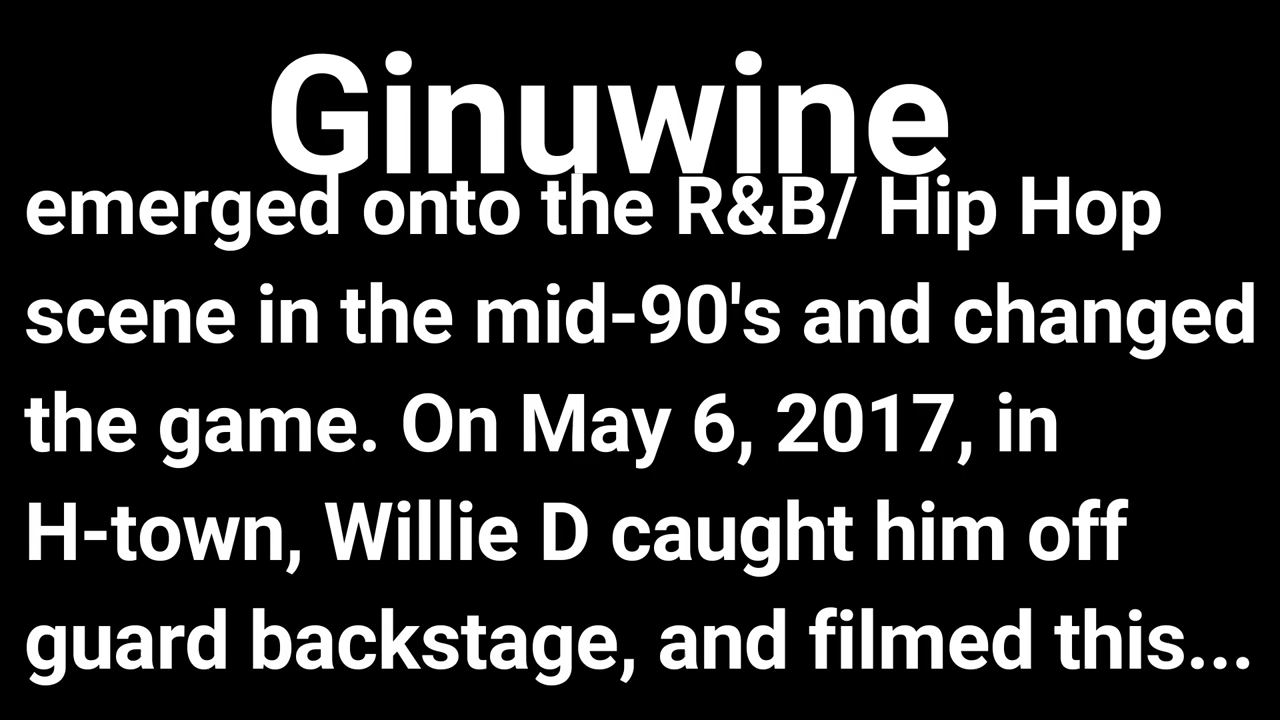 Ginuwine
emerged onto the R&B/ Hip Hop
scene in the mid-90's and changed
the game. On May 6, 2017, in
H-town, Willie D caught him off
guard backstage, and filmed this...